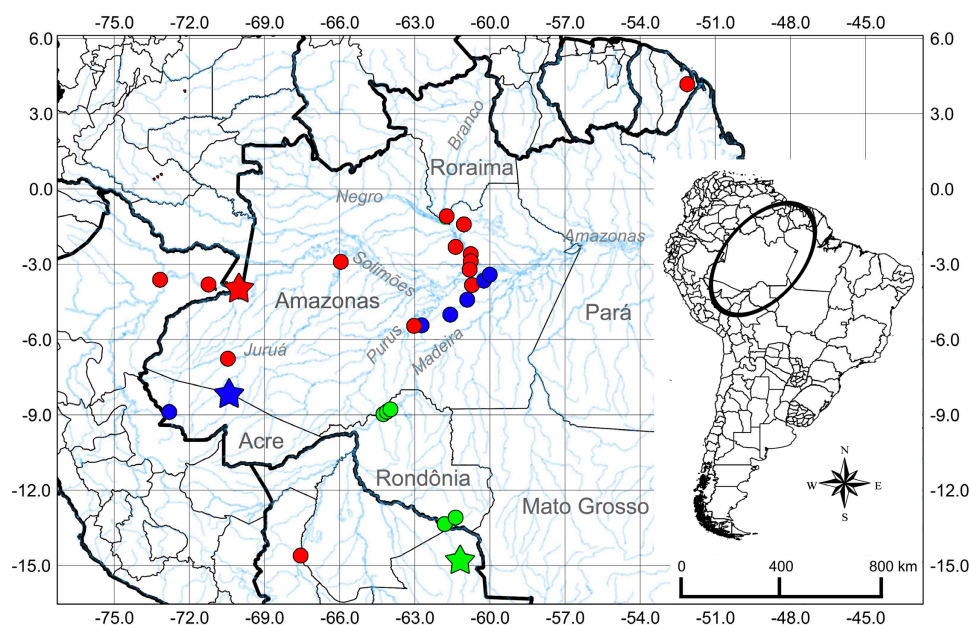 -75.0 -72.0 -69.0 -66.0 -63.0 -60.0 -57.0 -54.0 -51.0 -48.0 -45.0
6.0 6.0
3.0 3.0
Branco
Roraima
0.0 0.0
Negro
Amazonas
Solimões
-3.0 -3.0
Amazonas
Pará
-6.0 -6.0
Purus
Madeira
Juruá
-9.0 -9.0
Acre
Rondônia
N
W E
S
-12.0 -12.0
Mato Grosso
-15.0 -15.0
0 400 800 km
-75.0 -72.0 -69.0 -66.0 -63.0 -60.0 -57.0 -54.0 -51.0 -48.0 -45.0